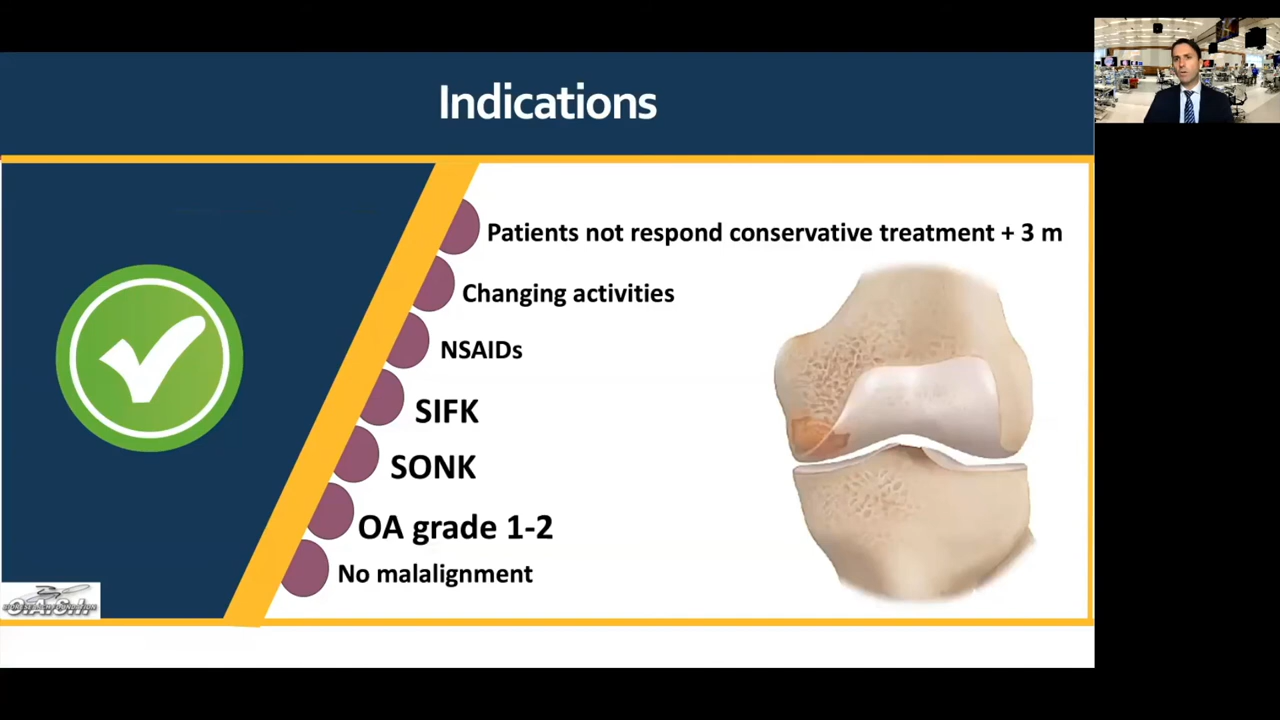 Indications
Patients not respond conservative treatment + 3 m
Changing activities
NSAIDs
SIFK
SONK
OA grade 1-2
No malalignment
O.A.S.I.